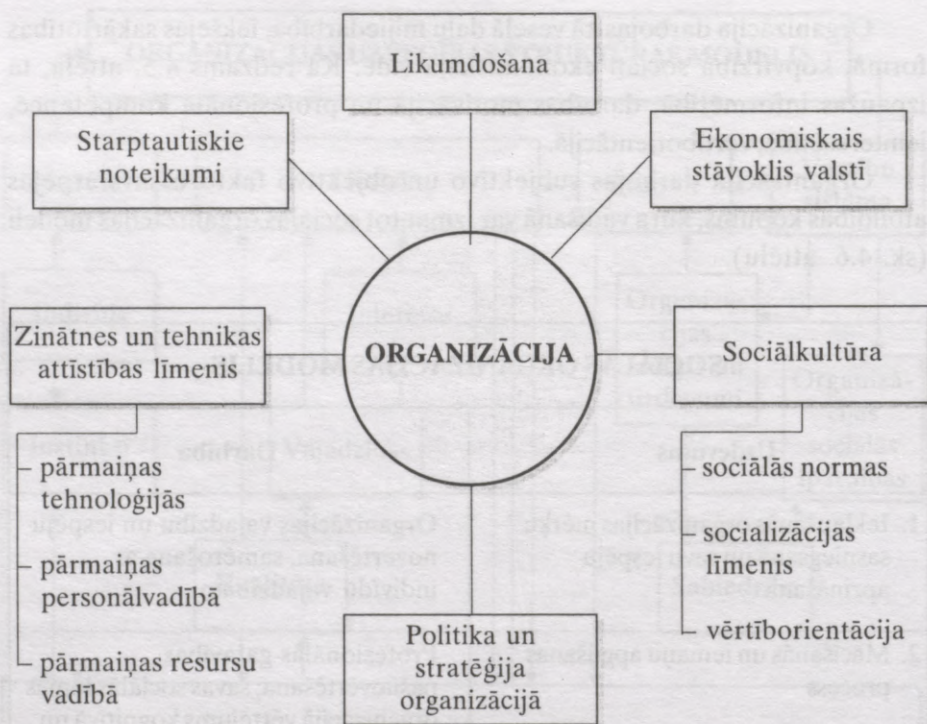 Likumdošana
Starptautiskie
noteikumi
Ekonomiskais
stāvoklis valstī
Zinātnes un tehnikas
attīstības līmenis
ORGANIZĀCIJA
Sociālkultūra
pārmaiņas
tehnoloģijās
pārmaiņas
personālvadībā
pārmaiņas resursu
vadībā
sociālās normas
socializācijas
līmenis
vērtīborientācija
Politika un
stratēģija
organizācijā